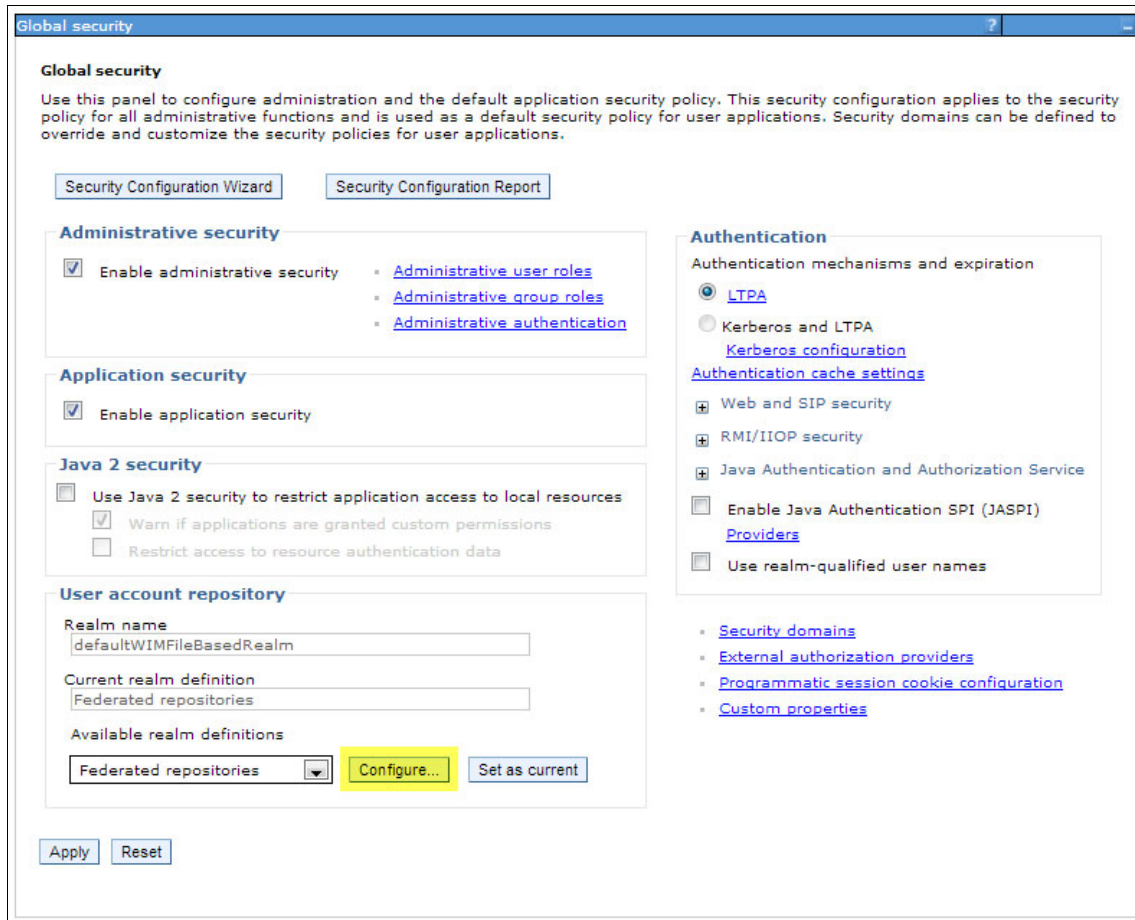 Global security
?
Global security
Use this panel to configure administration and the default application security policy. This security configuration applies to the security
policy for all administrative functions and is used as a default security policy for user applications. Security domains can be defined to
override and customize the security policies for user applications.
Security Configuration Wizard
Security Configuration Report
Administrative security
Enable administrative security
Administrative user roles
Administrative group roles
Administrative authentication
Application security
Enable application security
Java 2 security
Use Java 2 security to restrict application access to local resources
Warn if applications are granted custom permissions
Restrict access to resource authentication data
User account repository
Realm name
defaultWIMFileBasedRealm
Current realm definition
Federated repositories
Available realm definitions
Federated repositories
Configure...
Set as current
Authentication
Authentication mechanisms and expiration
LTPA
Kerberos and LTPA
Kerberos configuration
Authentication cache settings
Web and SIP security
RMI/IIOP security
Java Authentication and Authorization Service
Enable Java Authentication SPI (JASPI)
Providers
Use realm-qualified user names
Security domains
External authorization providers
Programmatic session cookie configuration
Custom properties
Apply
Reset